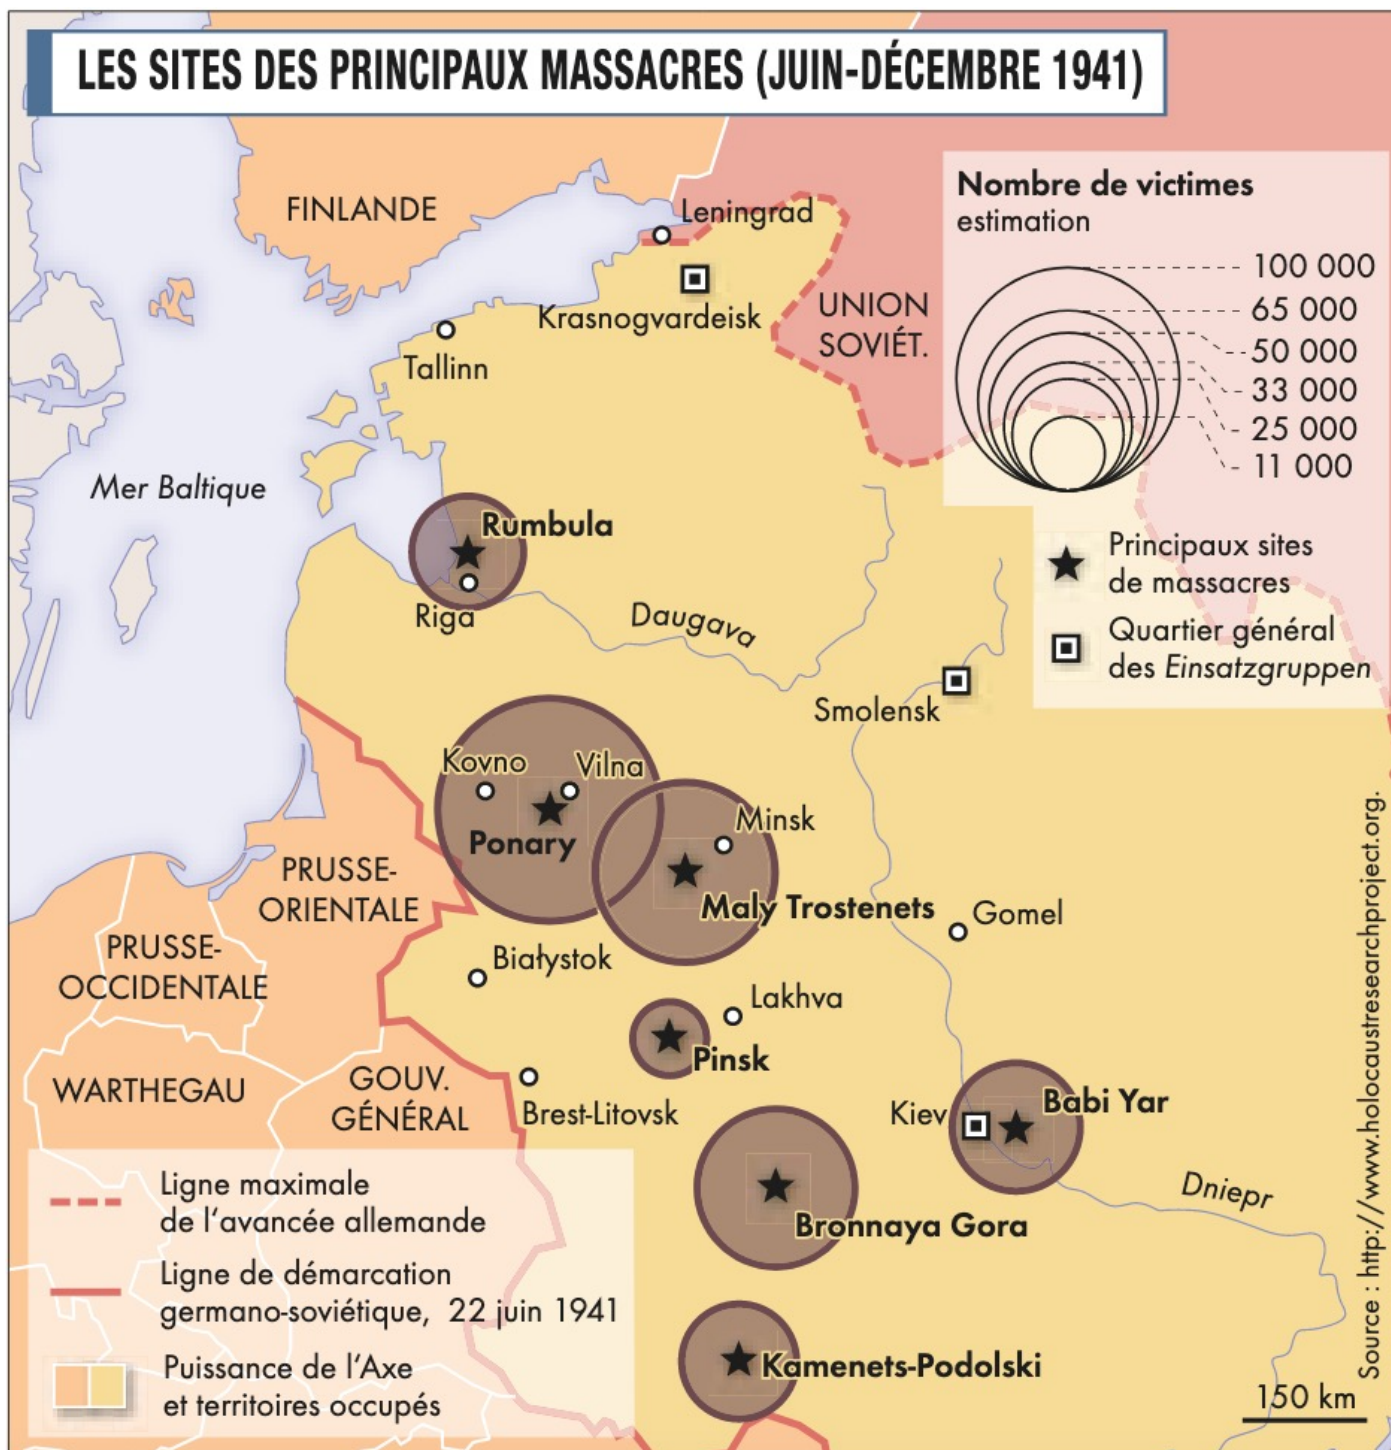 LES SITES DES PRINCIPAUX MASSACRES (JUIN-DÉCEMBRE 1941)
Nombre de victimes
estimation
100 000
65 000
50 000
33 000
25 000
11 000
Principaux sites
de massacres
Quartier général
des Einsatzgruppen
FINLANDE
Leningrad
Krasnogvardeisk
UNION
SOVIÉT.
Tallinn
Mer Baltique
Rumbula
Riga
Daugava
Smolensk
Kovno
Vilna
Ponary
Minsk
Maly Trostenets
Gomel
PRUSSE-
ORIENTALE
PRUSSE-
OCCIDENTALE
Białystok
Lakhva
Pinsk
WARTHEGAU
GOUV.
GÉNÉRAL
Brest-Litovsk
Kiev
Babi Yar
Dniepr
Bronnaya Gora
Kamenets-Podolski
Ligne maximale
de l'avancée allemande
Ligne de démarcation
germano-soviétique, 22 juin 1941
Puissance de l'Axe
et territoires occupés
150 km
Source : http://www.holocaustresearchproject.org.